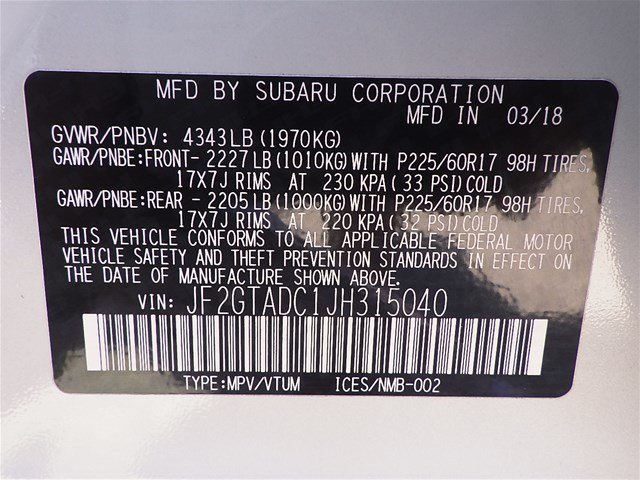 MFD BY SUBARU CORPORATION
MFD IN 03/18
GVWR/PNBV: 4343LB (1970KG)
GAWR/PNBE:FRONT- 2227 LB (1010KG) WITH P225/60R17 98H TIRES,
17X7J RIMS AT 230 KPA ( 33 PSI) COLD
GAWR/PNBE:REAR - 2205 LB (1000KG) WITH P225/60R17 98H TIRES,
17X7J RIMS AT 220 KPA ( 32 PSI) COLD
THIS VEHICLE CONFORMS TO ALL APPLICABLE FEDERAL MOTOR
VEHICLE SAFETY AND THEFT PREVENTION STANDARDS IN EFFECT ON
THE DATE OF MANUFACTURE SHOWN ABOVE.
VIN: JF2GTADC1JH315040
TYPE:MPV/VTUM ICES/NMB-002